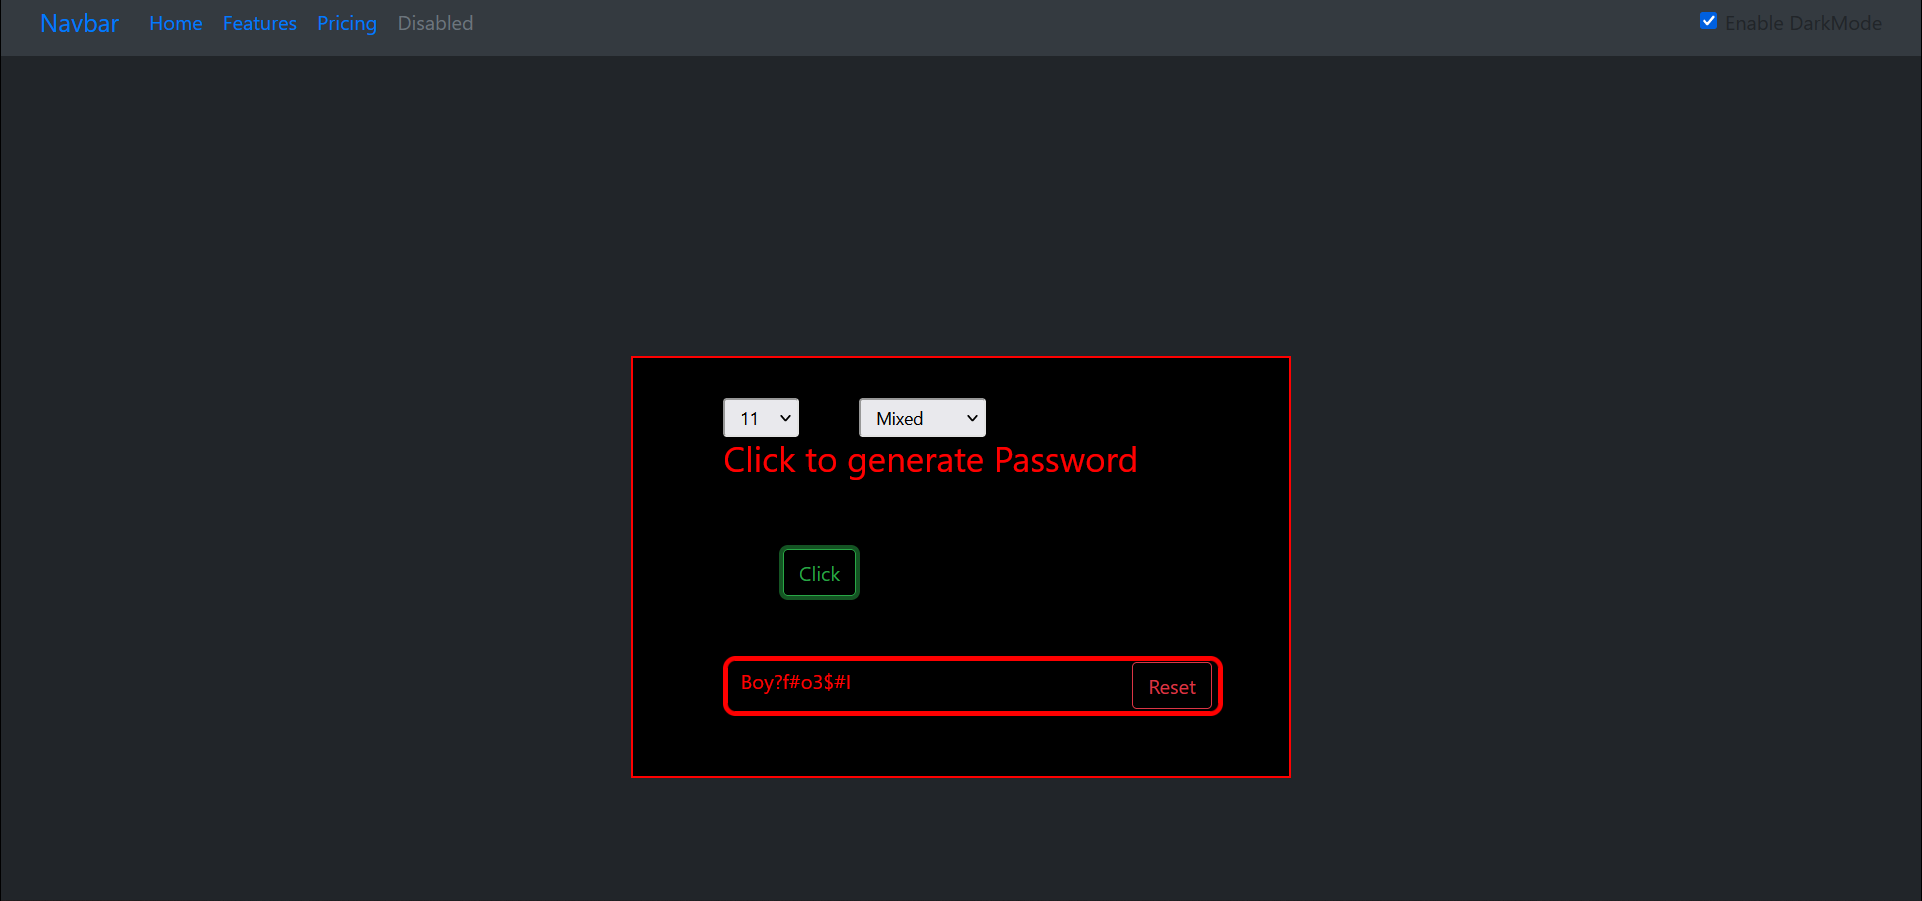 Navbar Home Features Pricing Disabled Enable DarkMode
11 Mixed
Click to generate Password
Click
Boy?f#o3$#I Reset